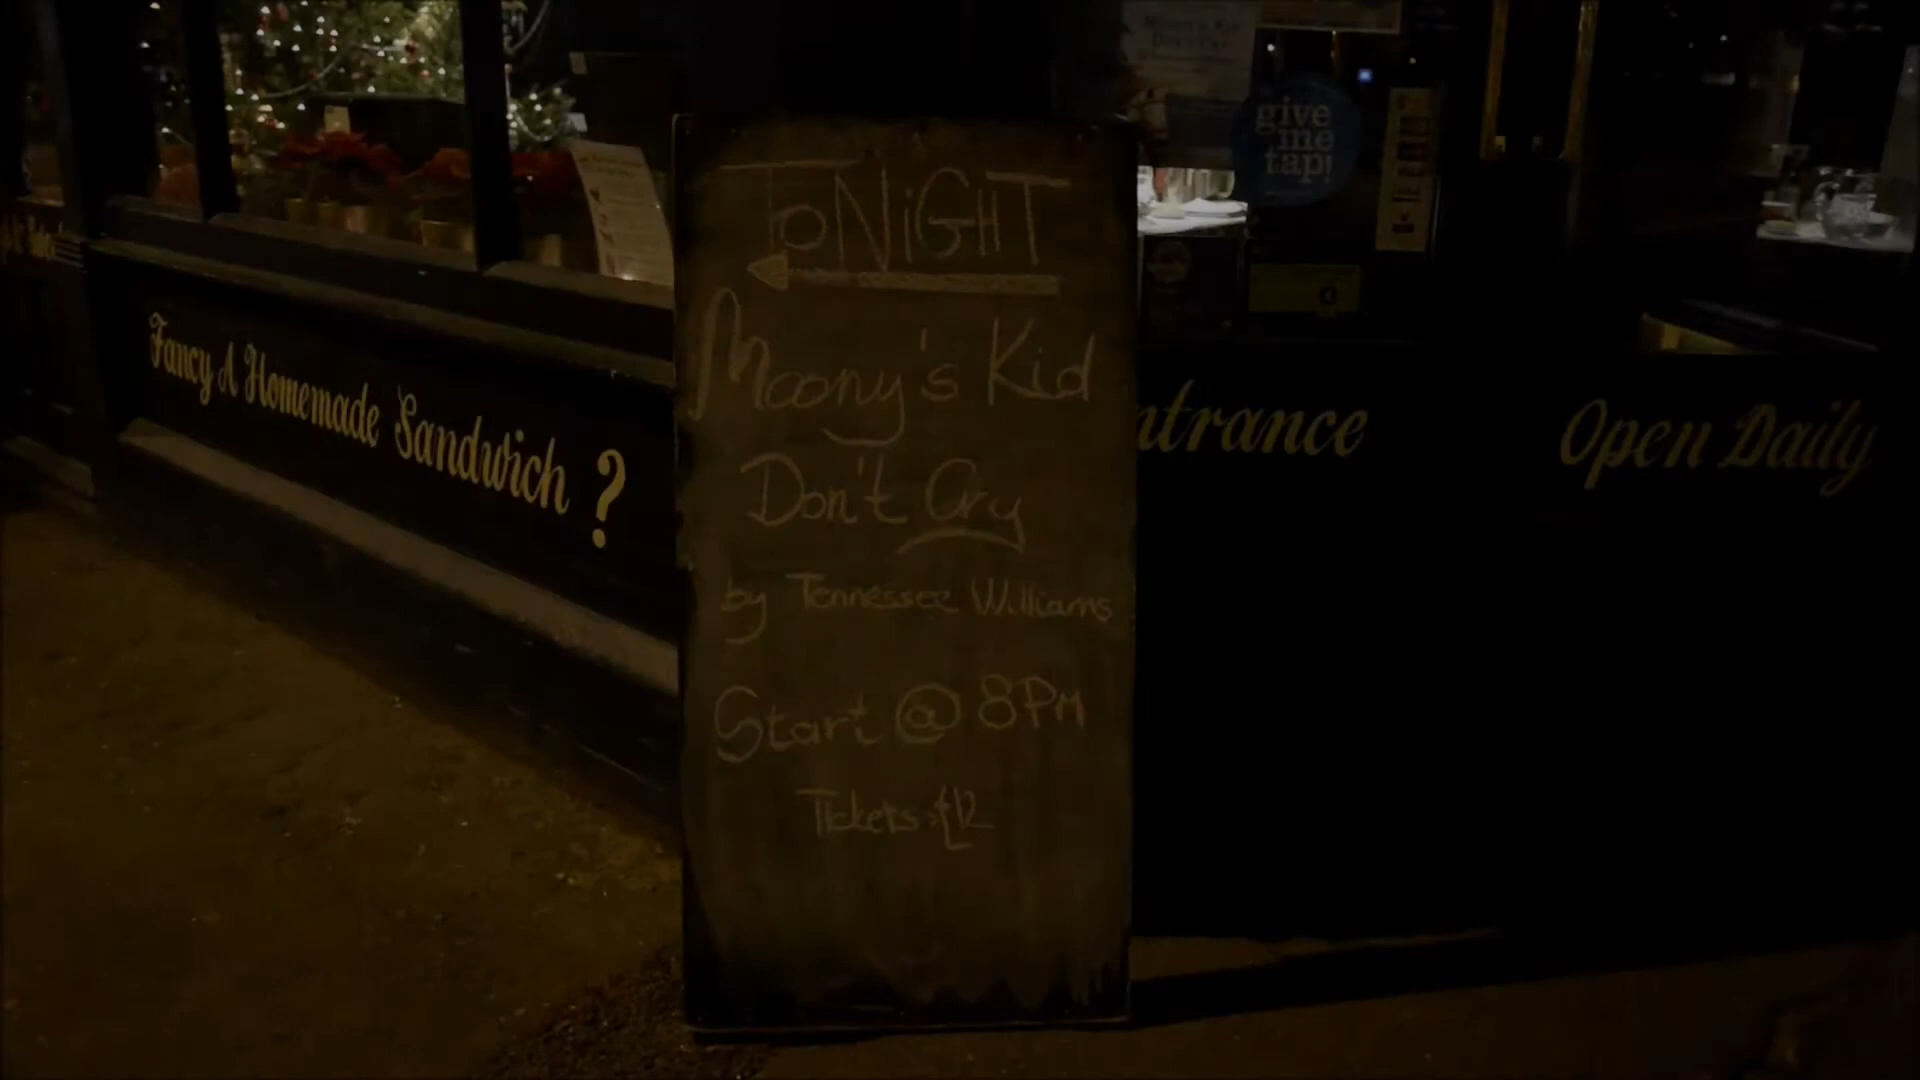 give
me
tap!
TONiGHT
Moony's Kid
Don't Cry
by Tennessee Williams
Start @ 8PM
Tickets: £12
Fancy A Homemade Sandwich ?
ntrance
Open Daily